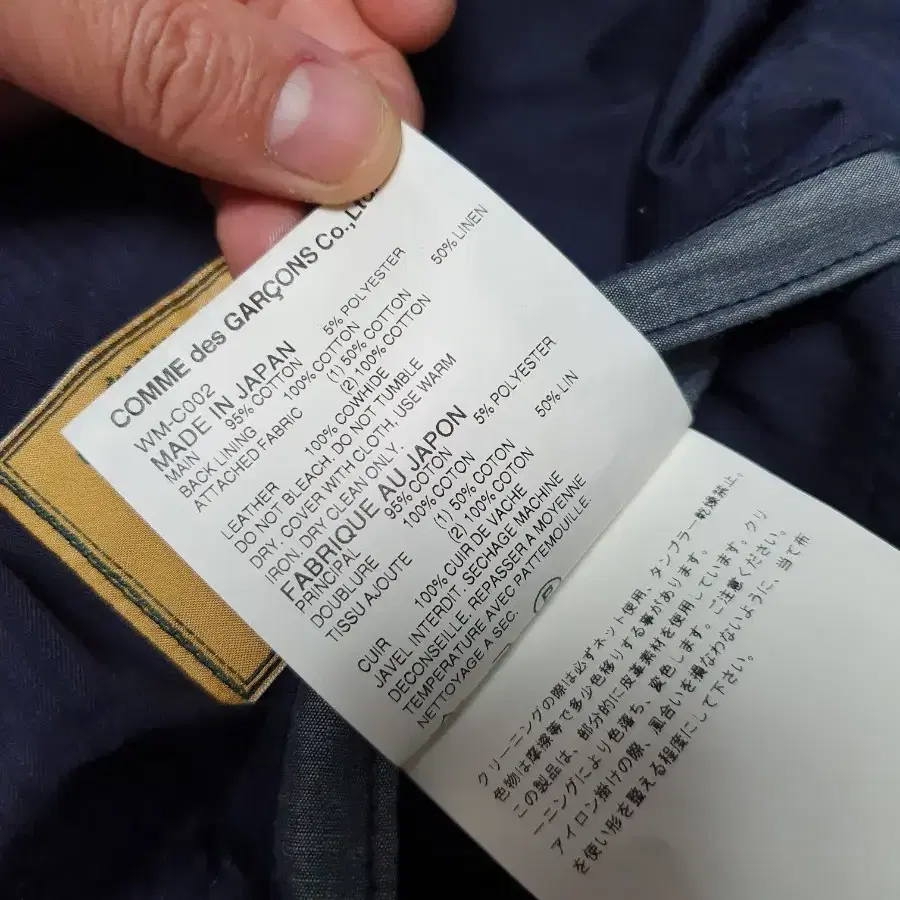 COMME des GARÇONS Co.,Ltd.
WM-C002
MADE IN JAPAN
MAIN 95% COTTON 5% POLYESTER
BACK LINING 100% COTTON
ATTACHED FABRIC (1) 50% COTTON 50% LINEN
(2) 100% COTTON
LEATHER 100% COWHIDE
DO NOT BLEACH. DO NOT TUMBLE
DRY. COVER WITH CLOTH, USE WARM
IRON. DRY CLEAN ONLY.
FABRIQUE AU JAPON
PRINCIPAL 95% COTON 5% POLYESTER
DOUBLURE 100% COTON
TISSU AJOUTE (1) 50% COTON 50% LIN
(2) 100% COTON
CUIR 100% CUIR DE VACHE
JAVEL INTERDIT. SECHAGE MACHINE
DECONSEILLE. REPASSER A MOYENNE
TEMPERATURE AVEC PATTEMOUILLE.
NETTOYAGE A SEC.
P
クリーニングの際は必ずネット使用、タンブラー乾燥禁止、
色物は摩擦等で多少色移りする事があります。
この製品は、部分的に皮革素材を使用しています。クリ
ーニングにより色落ち、変色します。ご注意ください。
アイロン掛けの際、風合いを損なわないように、当て布
を使い形を整える程度にして下さい。